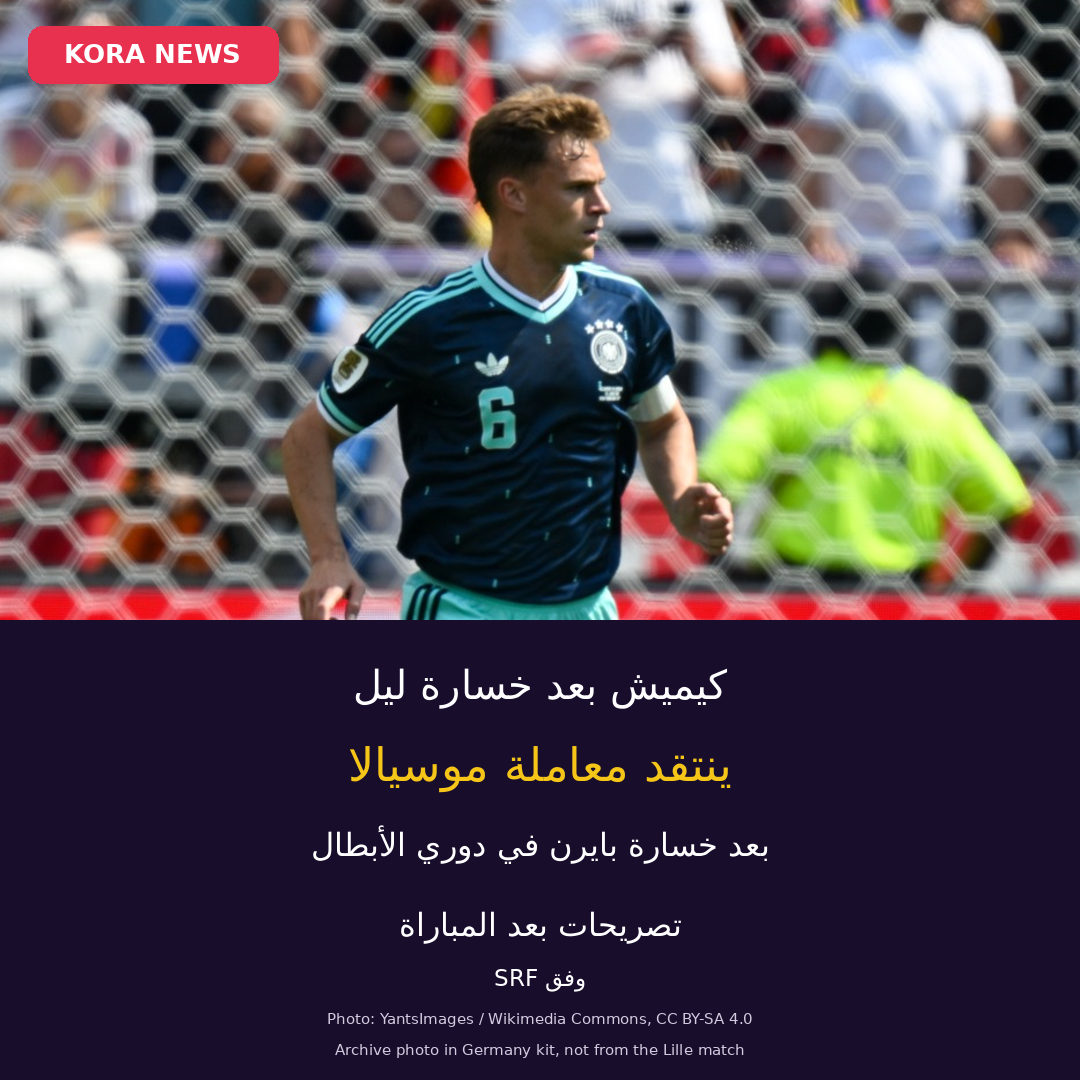 KORA NEWS
6
كيميش بعد خسارة ليل
ينتقد معاملة موسيالا
بعد خسارة بايرن في دوري الأبطال
تصريحات بعد المباراة
وفق SRF
Photo: YantsImages / Wikimedia Commons, CC BY-SA 4.0
Archive photo in Germany kit, not from the Lille match